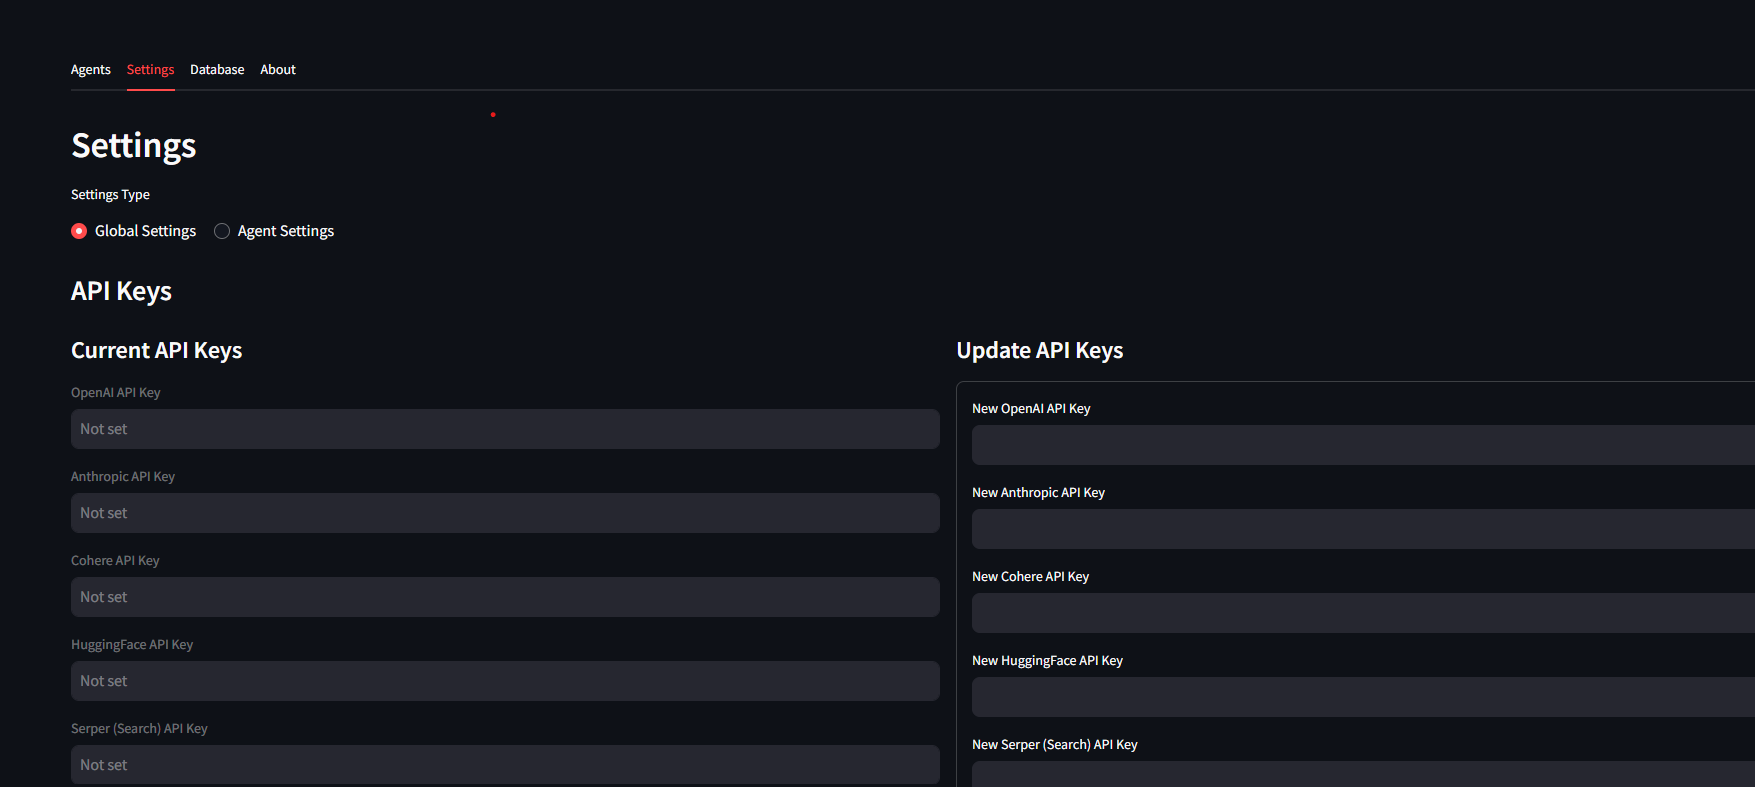 Agents Settings Database About
Settings
Settings Type
Global Settings Agent Settings
API Keys
Current API Keys
OpenAI API Key
Not set
Anthropic API Key
Not set
Cohere API Key
Not set
HuggingFace API Key
Not set
Serper (Search) API Key
Not set
Update API Keys
New OpenAI API Key
New Anthropic API Key
New Cohere API Key
New HuggingFace API Key
New Serper (Search) API Key